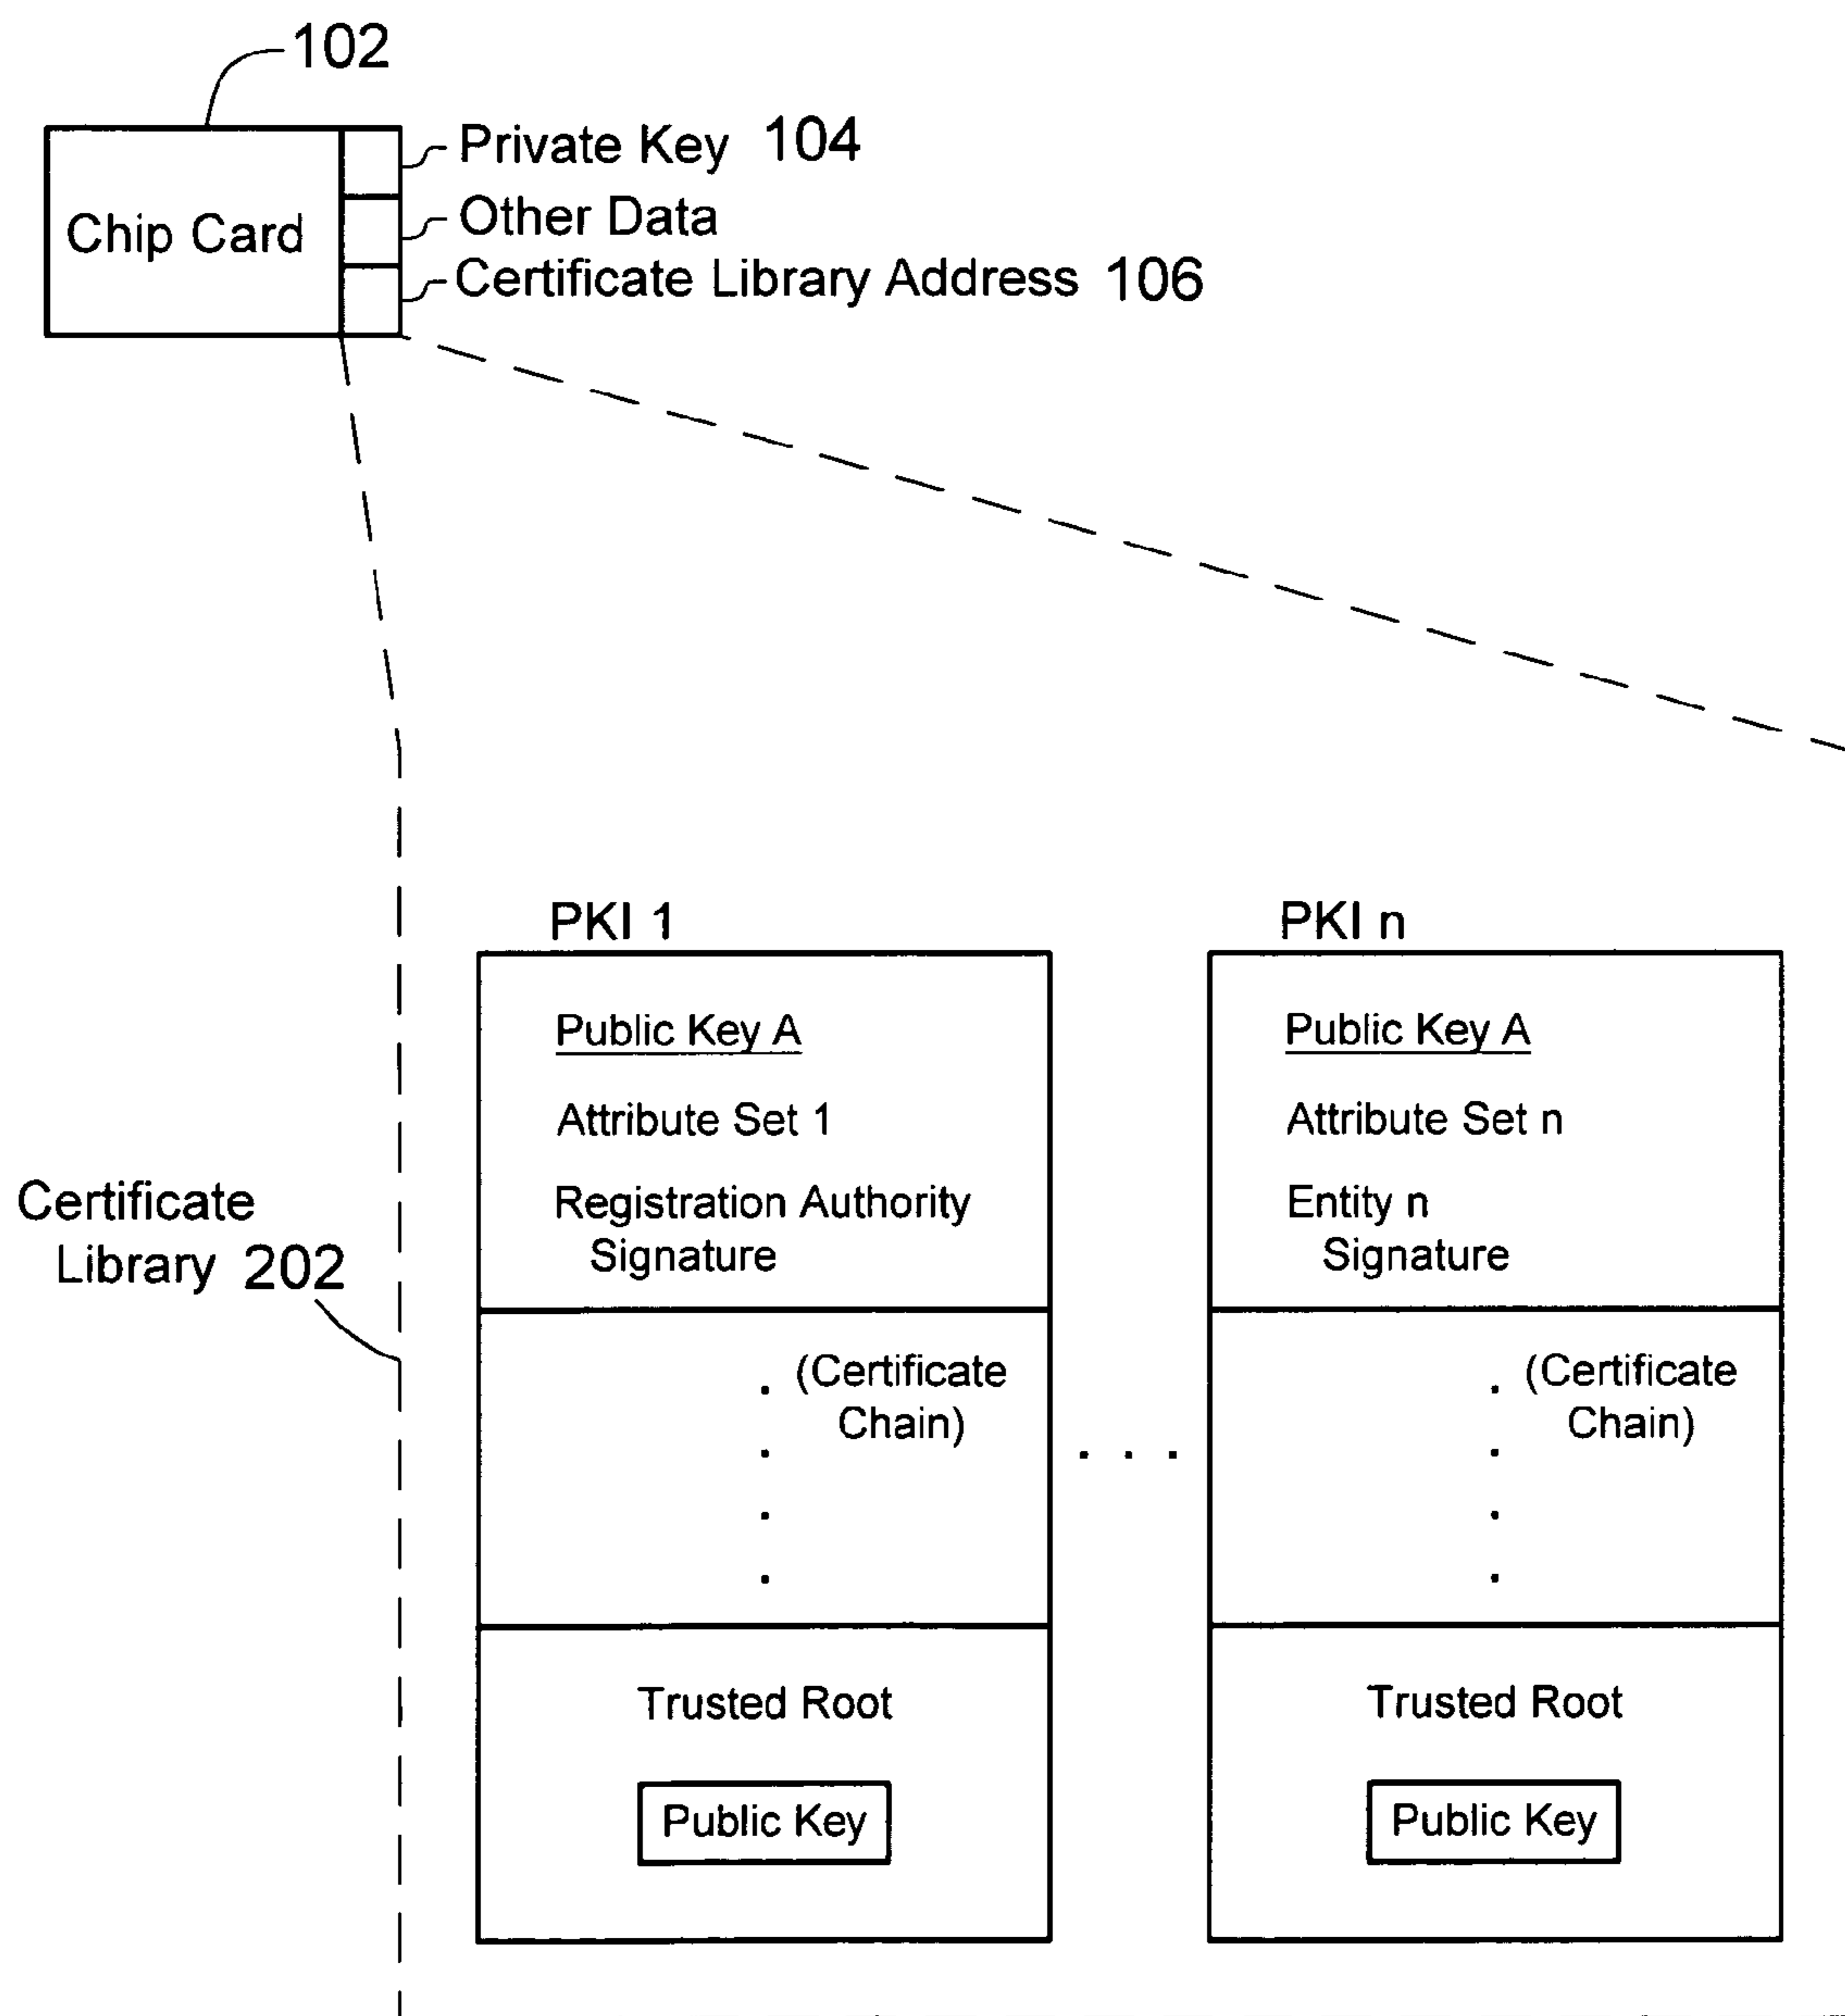 102
Private Key 104
Other Data
Chip Card
Certificate Library Address 106
PKI 1
Public Key A
Attribute Set 1
Registration Authority
Signature
(Certificate
Chain)
Trusted Root
Public Key
. . .
PKI n
Public Key A
Attribute Set n
Entity n
Signature
(Certificate
Chain)
Trusted Root
Public Key
Certificate
Library 202